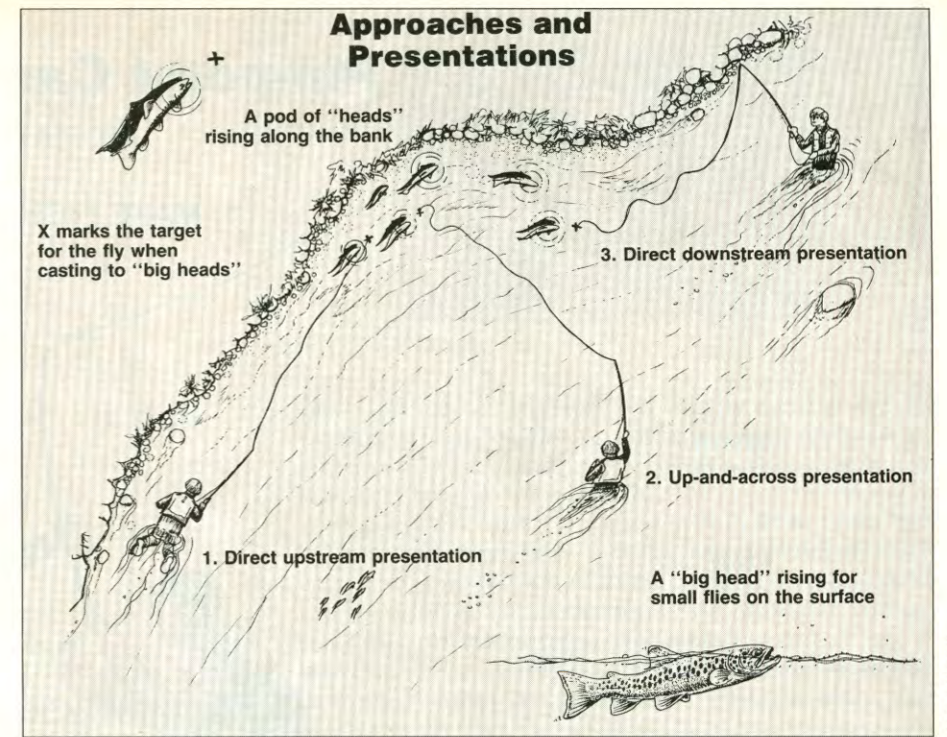 Approaches and
Presentations
A pod of "heads"
rising along the bank
X marks the target
for the fly when
casting to "big heads"
3. Direct downstream presentation
2. Up-and-across presentation
1. Direct upstream presentation
A "big head" rising for
small flies on the surface